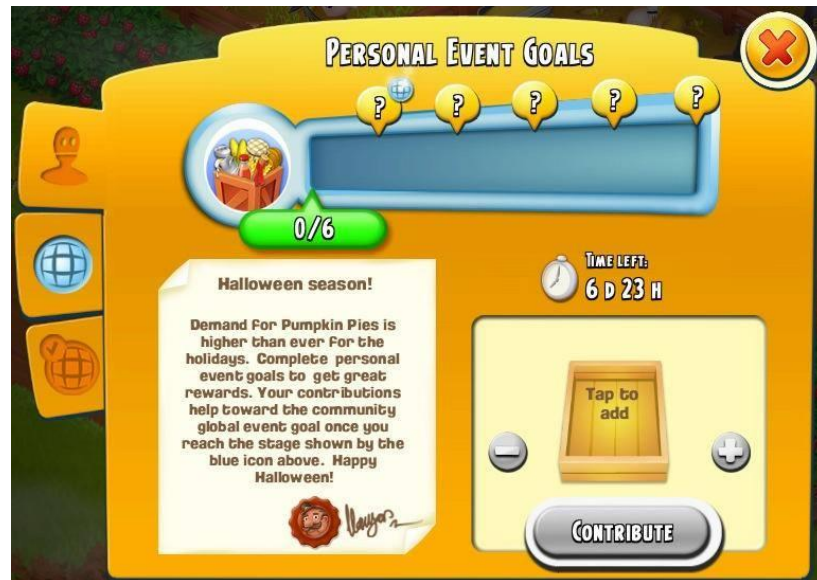 PERSONAL EVENT GOALS
? ? ? ? ?
0/6
Halloween season!
Demand for Pumpkin Pies is
higher than ever for the
holidays. Complete personal
event goals to get great
rewards. Your contributions
help toward the community
global event goal once you
reach the stage shown by the
blue icon above. Happy
Halloween!
TIME LEFT:
6 D 23 H
Tap to
add
CONTRIBUTE